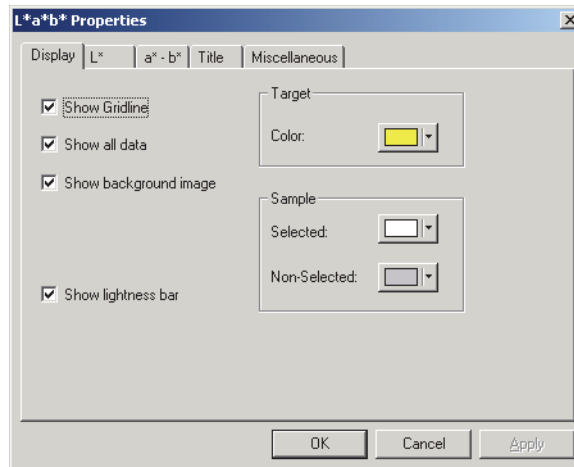 L*a*b* Properties
Display L* a* - b* Title Miscellaneous
Show Gridline
Show all data
Show background image
Show lightness bar
Target
Color:
Sample
Selected:
Non-Selected:
OK Cancel Apply